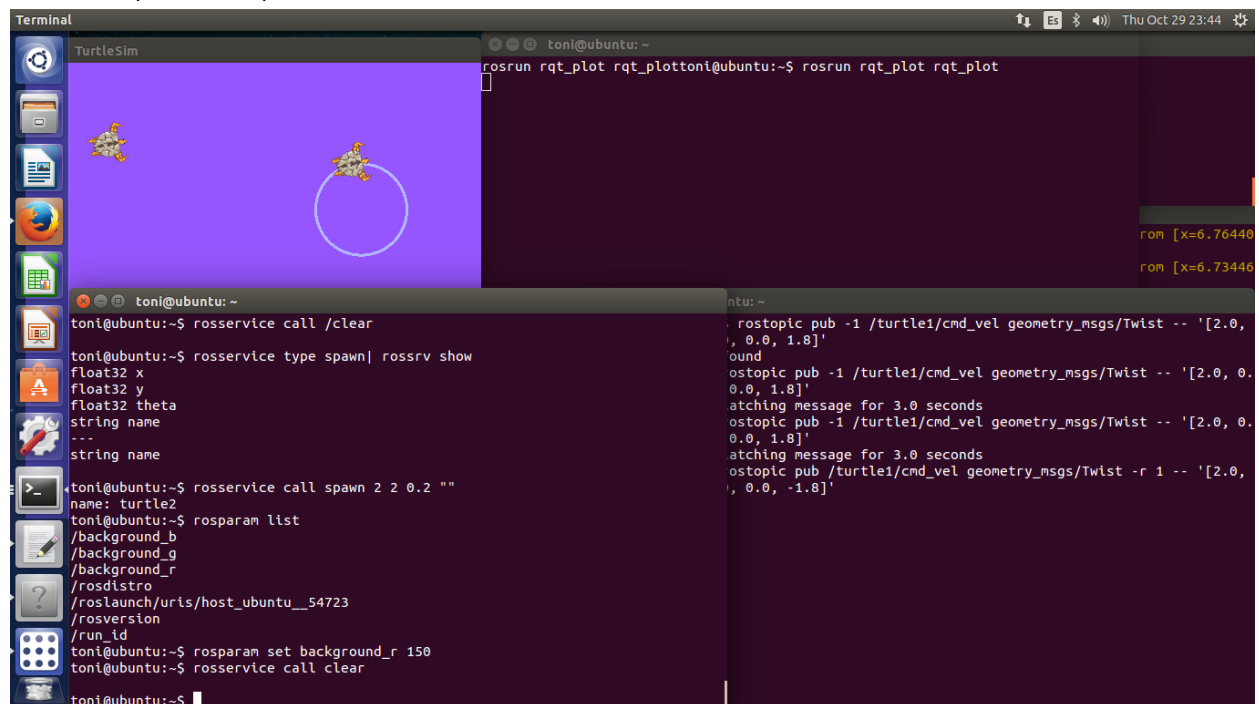 Terminal
Es
Thu Oct 29 23:44
TurtleSim
toni@ubuntu: ~
rosrun rqt_plot rqt_plottoni@ubuntu:~$ rosrun rqt_plot rqt_plot
rom [x=6.76440
rom [x=6.73446
toni@ubuntu: ~
toni@ubuntu:~$ rosservice call /clear
toni@ubuntu:~$ rosservice type spawn| rossrv show
float32 x
float32 y
float32 theta
string name
---
string name
toni@ubuntu:~$ rosservice call spawn 2 2 0.2 ""
name: turtle2
toni@ubuntu:~$ rosparam list
/background_b
/background_g
/background_r
/rosdistro
/roslaunch/uris/host_ubuntu__54723
/rosversion
/run_id
toni@ubuntu:~$ rosparam set background_r 150
toni@ubuntu:~$ rosservice call clear
toni@ubuntu:~$
ntu: ~
rostopic pub -1 /turtle1/cmd_vel geometry_msgs/Twist -- '[2.0,
, 0.0, 1.8]'
ound
ostopic pub -1 /turtle1/cmd_vel geometry_msgs/Twist -- '[2.0, 0.
0.0, 1.8]'
atching message for 3.0 seconds
ostopic pub -1 /turtle1/cmd_vel geometry_msgs/Twist -- '[2.0, 0.
0.0, 1.8]'
atching message for 3.0 seconds
ostopic pub /turtle1/cmd_vel geometry_msgs/Twist -r 1 -- '[2.0,
, 0.0, -1.8]'